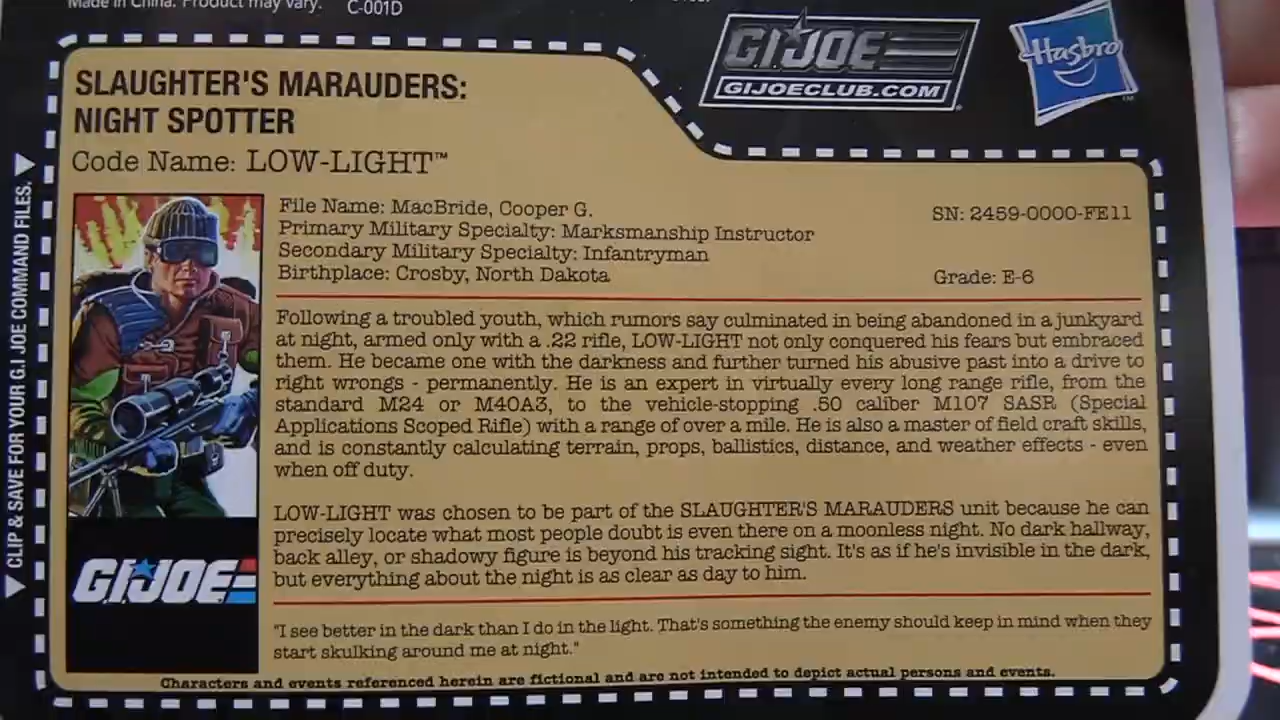 Made in China. Product may vary. C-001D
GI JOE
GIJOECLUB.COM
Hasbro
SLAUGHTER'S MARAUDERS:
NIGHT SPOTTER
Code Name: LOW-LIGHT™
File Name: MacBride, Cooper G.
SN: 2459-0000-FE11
Primary Military Specialty: Marksmanship Instructor
Secondary Military Specialty: Infantryman
Birthplace: Crosby, North Dakota
Grade: E-6
Following a troubled youth, which rumors say culminated in being abandoned in a junkyard
at night, armed only with a .22 rifle, LOW-LIGHT not only conquered his fears but embraced
them. He became one with the darkness and further turned his abusive past into a drive to
right wrongs - permanently. He is an expert in virtually every long range rifle, from the
standard M24 or M40A3, to the vehicle-stopping .50 caliber M107 SASR (Special
Applications Scoped Rifle) with a range of over a mile. He is also a master of field craft skills,
and is constantly calculating terrain, props, ballistics, distance, and weather effects - even
when off duty.
LOW-LIGHT was chosen to be part of the SLAUGHTER'S MARAUDERS unit because he can
precisely locate what most people doubt is even there on a moonless night. No dark hallway,
back alley, or shadowy figure is beyond his tracking sight. It's as if he's invisible in the dark,
but everything about the night is as clear as day to him.
"I see better in the dark than I do in the light. That's something the enemy should keep in mind when they
start skulking around me at night."
Characters and events referenced herein are fictional and are not intended to depict actual persons and events.
GI JOE
CLIP & SAVE FOR YOUR G.I. JOE COMMAND FILES.